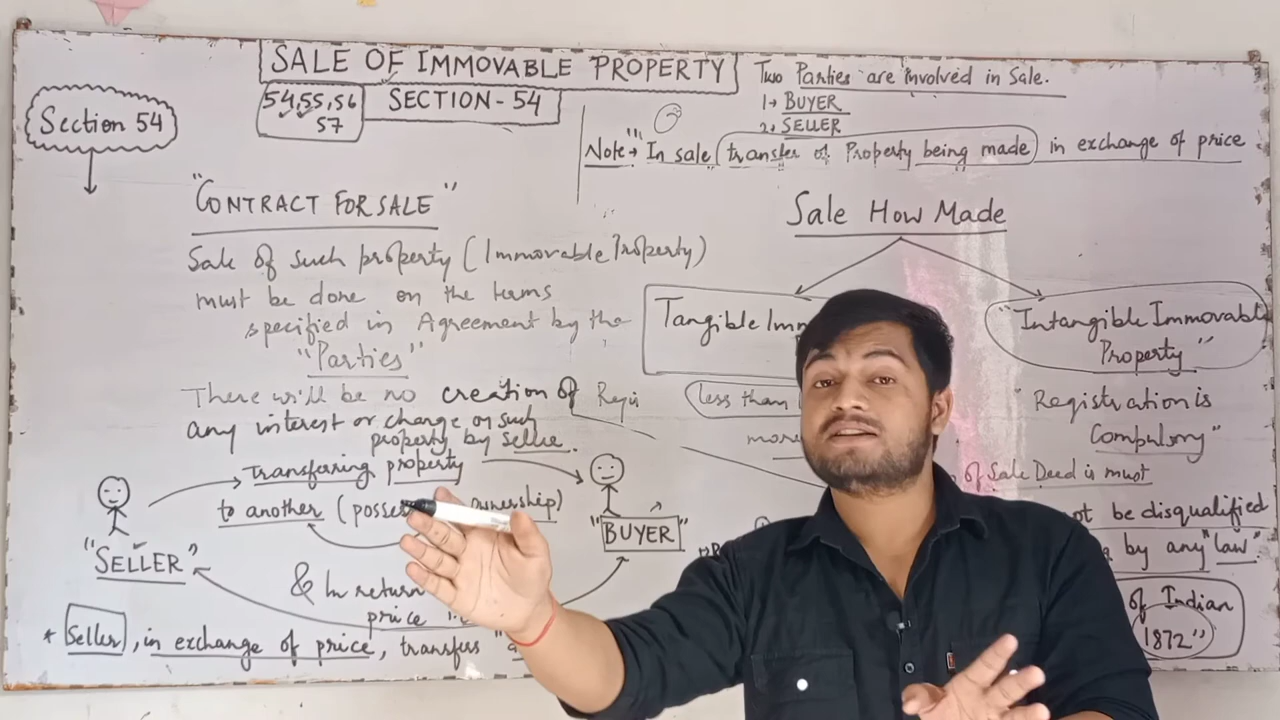 SALE OF IMMOVABLE PROPERTY
54,55,56
57
SECTION-54
Section 54
Two Parties are involved in Sale.
1→ BUYER
2→ SELLER
Note→ In sale transfer of Property being made in exchange of price
"CONTRACT FOR SALE"
Sale of such property (Immovable Property)
must be done on the terms
specified in Agreement by the
"Parties"
There will be no creation of
any interest or charge on such
property by
Transferring property
to another ( ownership)
"SELLER"
"BUYER"
& In return
price
* Seller, in exchange of price, transfers
Sale How Made
Tangible
less than
more
"Intangible Immovable
Property"
"Registration is
Compulsory"
of Sale Deed is must
not be disqualified
by any "law"
of Indian
1872"